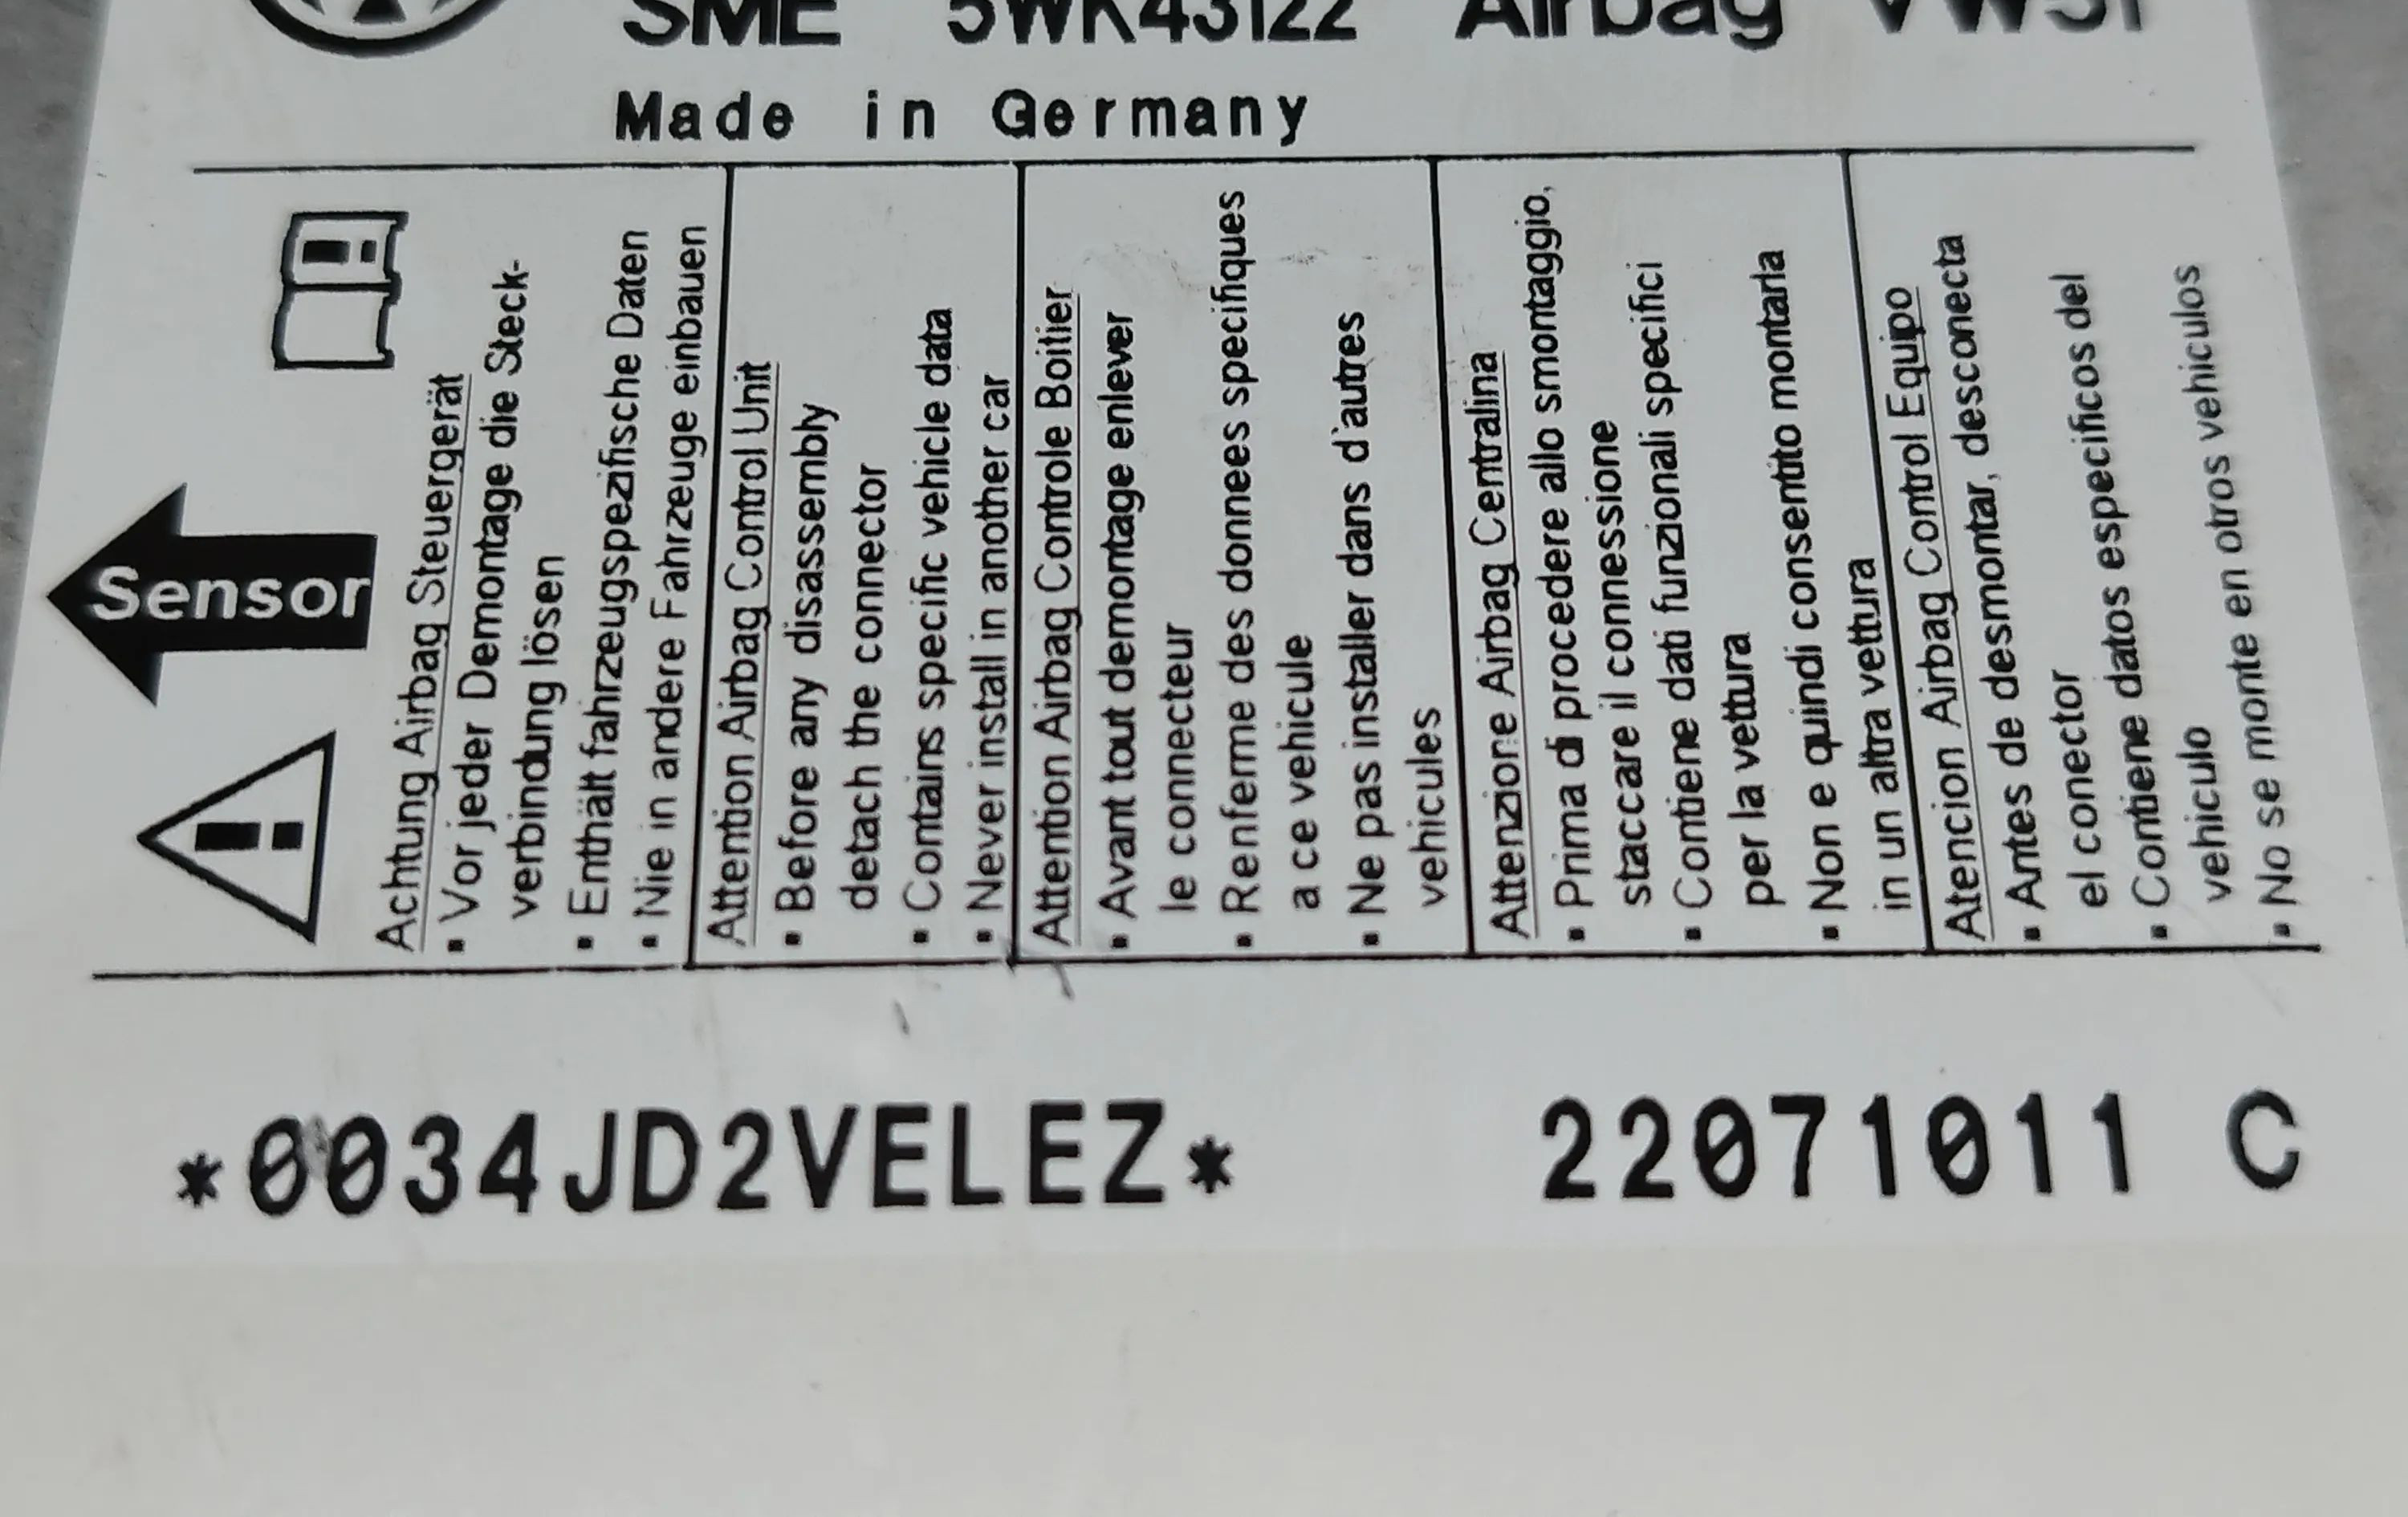 SME 5WK43122 Airbag VW51
Made in Germany
Sensor
Achtung Airbag Steuergerät
▪ Vor jeder Demontage die Steck-
verbindung lösen
▪ Enthält fahrzeugspezifische Daten
▪ Nie in andere Fahrzeuge einbauen
Attention Airbag Control Unit
▪ Before any disassembly
detach the connector
▪ Contains specific vehicle data
▪ Never install in another car
Attention Airbag Controle Boitier
▪ Avant tout demontage enlever
le connecteur
▪ Renferme des donnees specifiques
a ce vehicule
▪ Ne pas installer dans d'autres
vehicules
Attenzione Airbag Centralina
▪ Prima di procedere allo smontaggio,
staccare il connessione
▪ Contiene dati funzionali specifici
per la vettura
▪ Non e quindi consentito montarla
in un altra vettura
Atencion Airbag Control Equipo
▪ Antes de desmontar, desconecta
el conector
▪ Contiene datos especificos del
vehiculo
▪ No se monte en otros vehiculos
*0034JD2VELEZ* 22071011 C